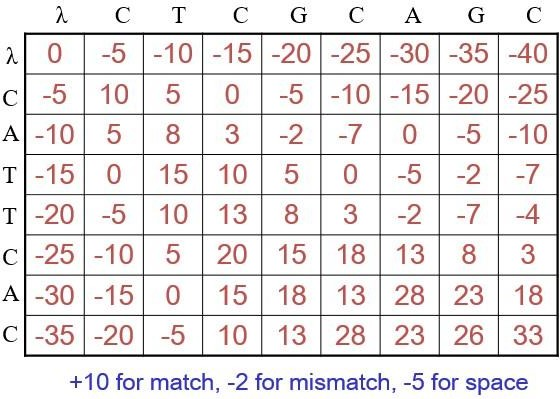 λ C T C G C A G C
λ 0 -5 -10 -15 -20 -25 -30 -35 -40
C -5 10 5 0 -5 -10 -15 -20 -25
A -10 5 8 3 -2 -7 0 -5 -10
T -15 0 15 10 5 0 -5 -2 -7
T -20 -5 10 13 8 3 -2 -7 -4
C -25 -10 5 20 15 18 13 8 3
A -30 -15 0 15 18 13 28 23 18
C -35 -20 -5 10 13 28 23 26 33
+10 for match, -2 for mismatch, -5 for space